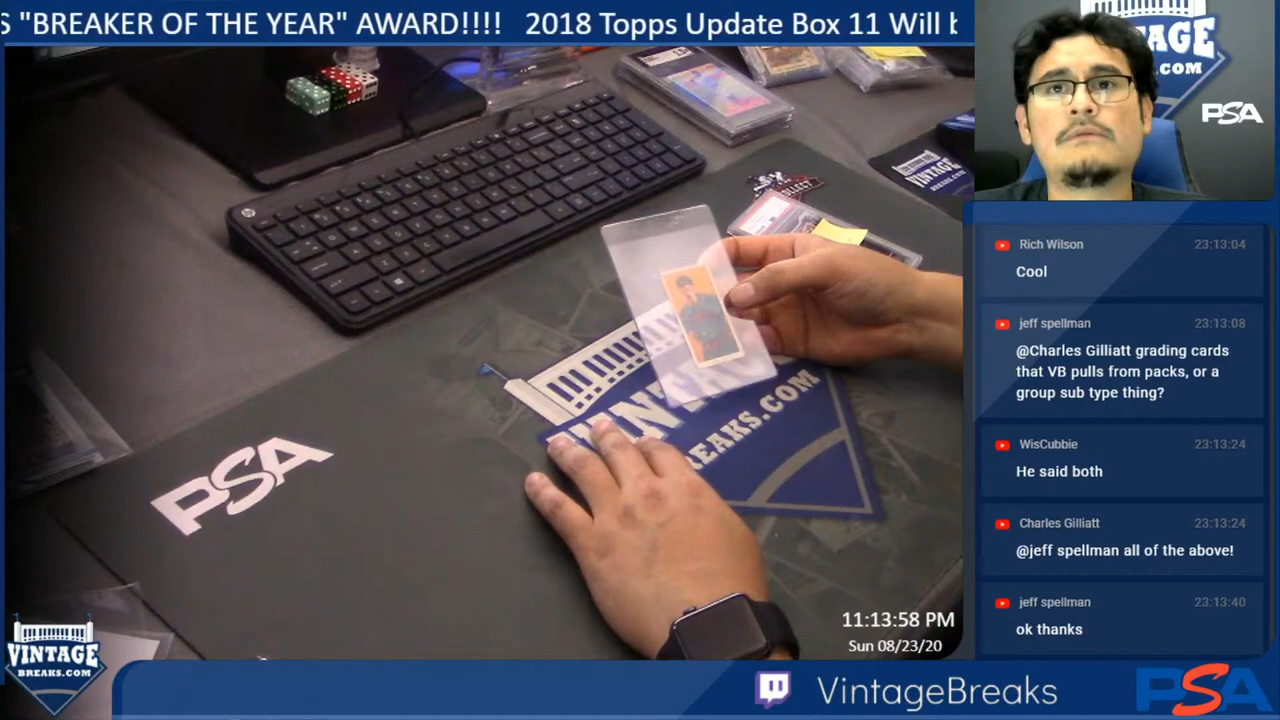 S "BREAKER OF THE YEAR" AWARD!!!! 2018 Topps Update Box 11 Will b
.COM
PSA
VINTAGE
BREAKS.COM
PSA
BREAKS.COM
Rich Wilson 23:13:04
Cool
jeff spellman 23:13:08
@Charles Gilliatt grading cards
that VB pulls from packs, or a
group sub type thing?
WisCubbie 23:13:24
He said both
Charles Gilliatt 23:13:24
@jeff spellman all of the above!
jeff spellman 23:13:40
ok thanks
11:13:58 PM
Sun 08/23/20
VINTAGE
BREAKS.COM
VintageBreaks
PSA